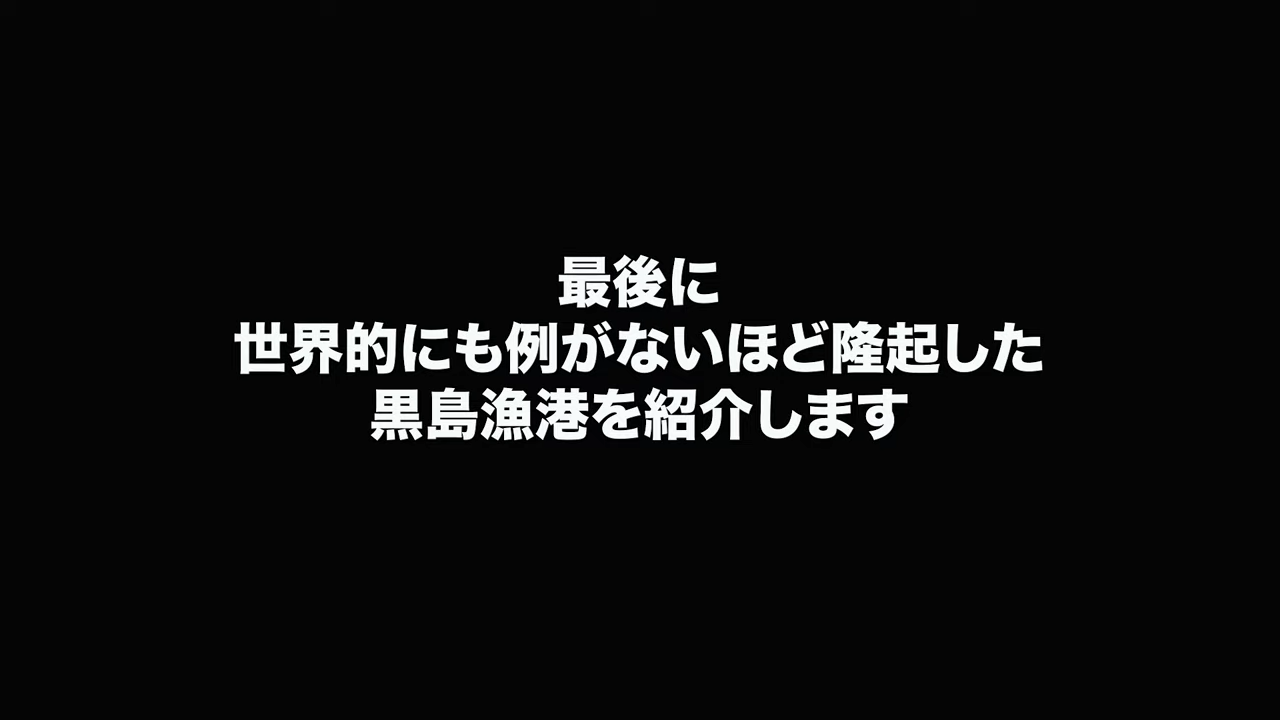 最後に
世界的にも例がないほど隆起した
黒島漁港を紹介します